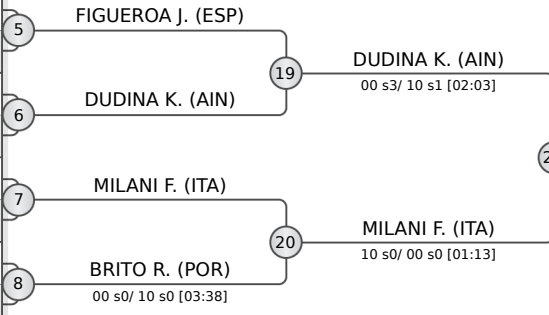 5
FIGUEROA J. (ESP)
19
DUDINA K. (AIN)
00 s3/ 10 s1 [02:03]
6
DUDINA K. (AIN)
7
MILANI F. (ITA)
20
MILANI F. (ITA)
10 s0/ 00 s0 [01:13]
8
BRITO R. (POR)
00 s0/ 10 s0 [03:38]